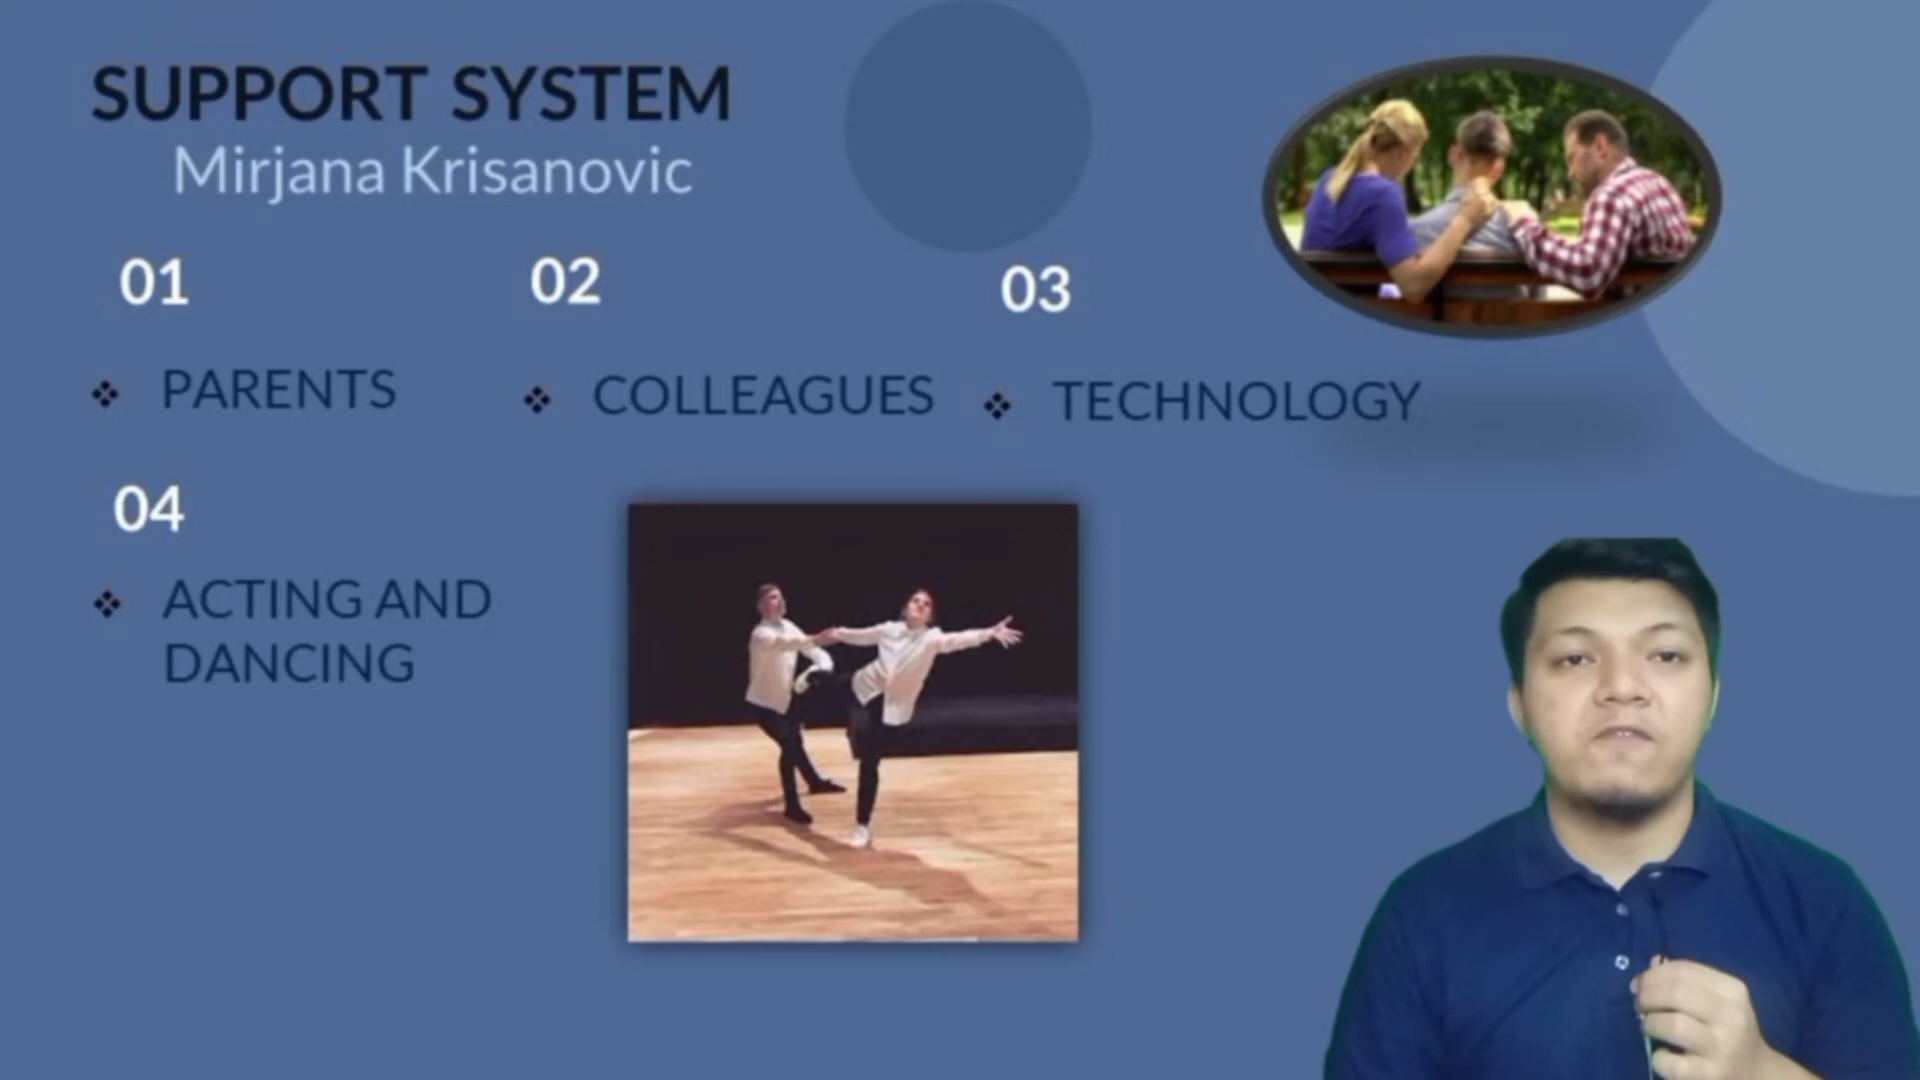 SUPPORT SYSTEM
Mirjana Krisanovic
01
02
03
PARENTS
COLLEAGUES
TECHNOLOGY
04
ACTING AND
DANCING